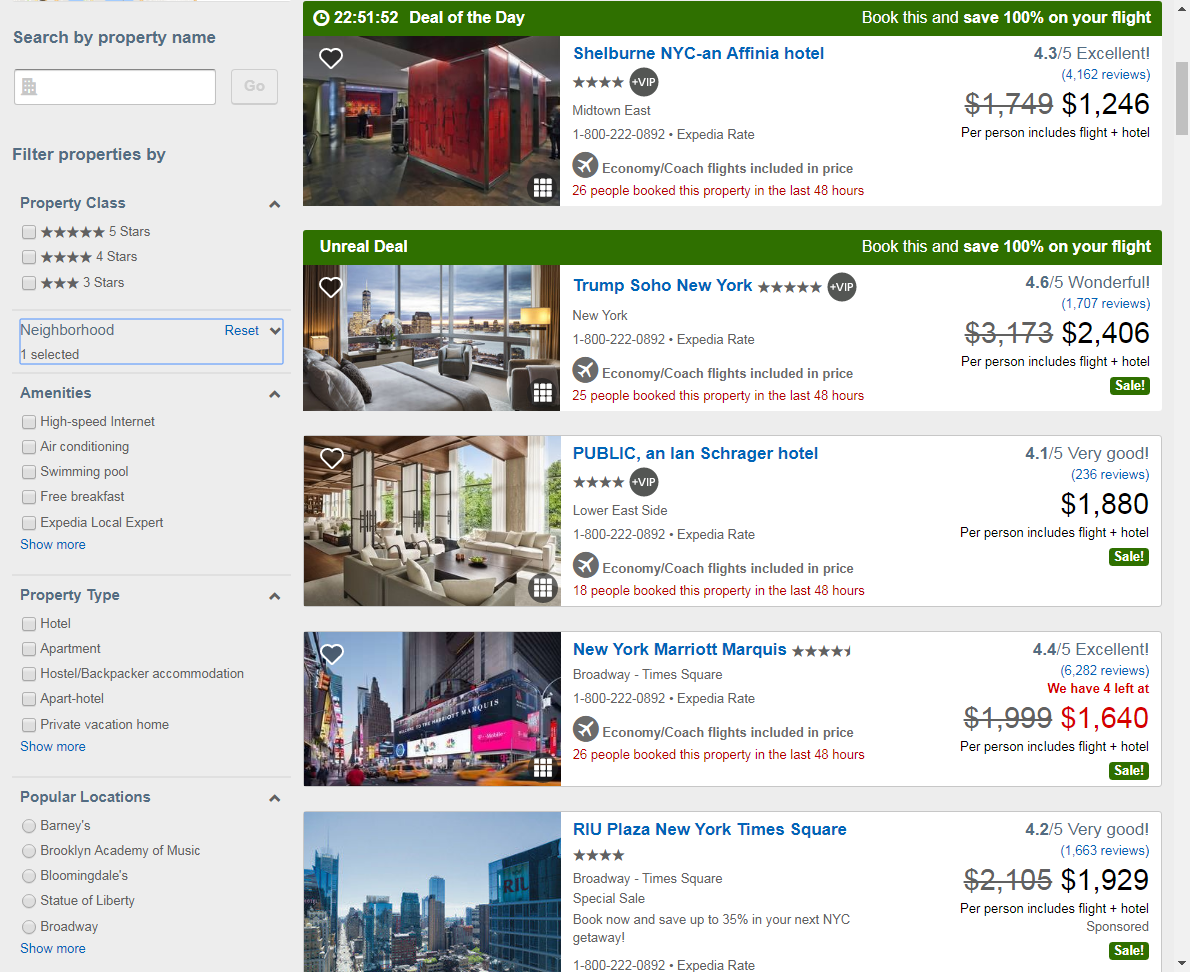 Search by property name
Go
Filter properties by
Property Class
5 Stars
4 Stars
3 Stars
Neighborhood
Reset
1 selected
Amenities
High-speed Internet
Air conditioning
Swimming pool
Free breakfast
Expedia Local Expert
Show more
Property Type
Hotel
Apartment
Hostel/Backpacker accommodation
Apart-hotel
Private vacation home
Show more
Popular Locations
Barney's
Brooklyn Academy of Music
Bloomingdale's
Statue of Liberty
Broadway
Show more
22:51:52 Deal of the Day
Book this and save 100% on your flight
Shelburne NYC-an Affinia hotel
+VIP
Midtown East
1-800-222-0892 • Expedia Rate
Economy/Coach flights included in price
26 people booked this property in the last 48 hours
4.3/5 Excellent!
(4,162 reviews)
$1,749 $1,246
Per person includes flight + hotel
Unreal Deal
Book this and save 100% on your flight
Trump Soho New York
+VIP
New York
1-800-222-0892 • Expedia Rate
Economy/Coach flights included in price
25 people booked this property in the last 48 hours
4.6/5 Wonderful!
(1,707 reviews)
$3,173 $2,406
Per person includes flight + hotel
Sale!
PUBLIC, an Ian Schrager hotel
+VIP
Lower East Side
1-800-222-0892 • Expedia Rate
Economy/Coach flights included in price
18 people booked this property in the last 48 hours
4.1/5 Very good!
(236 reviews)
$1,880
Per person includes flight + hotel
Sale!
WELCOME TO THE MARRIOTT MARQUIS
T-Mobile
NBC
New York Marriott Marquis
Broadway - Times Square
1-800-222-0892 • Expedia Rate
Economy/Coach flights included in price
26 people booked this property in the last 48 hours
4.4/5 Excellent!
(6,282 reviews)
We have 4 left at
$1,999 $1,640
Per person includes flight + hotel
Sale!
RIU
RIU Plaza New York Times Square
Broadway - Times Square
Special Sale
Book now and save up to 35% in your next NYC
getaway!
1-800-222-0892 • Expedia Rate
4.2/5 Very good!
(1,663 reviews)
$2,105 $1,929
Per person includes flight + hotel
Sponsored
Sale!